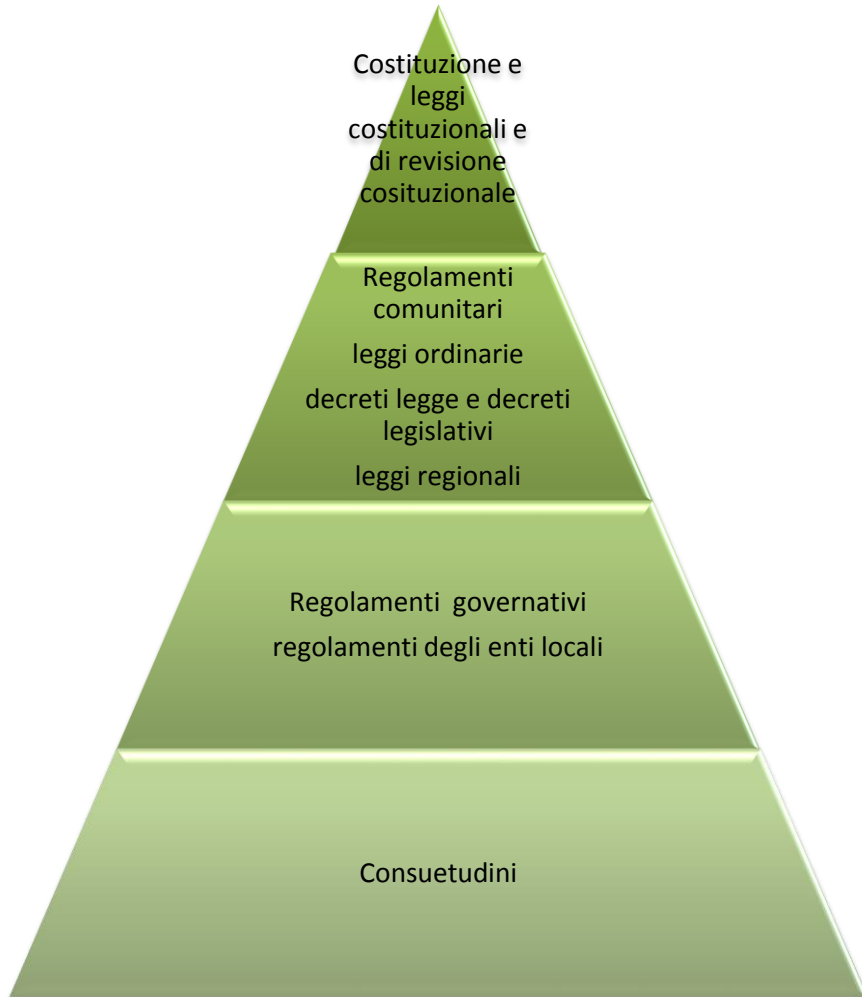 Costituzione e
leggi
costituzionali e
di revisione
cosituzionale
Regolamenti
comunitari
leggi ordinarie
decreti legge e decreti
legislativi
leggi regionali
Regolamenti governativi
regolamenti degli enti locali
Consuetudini